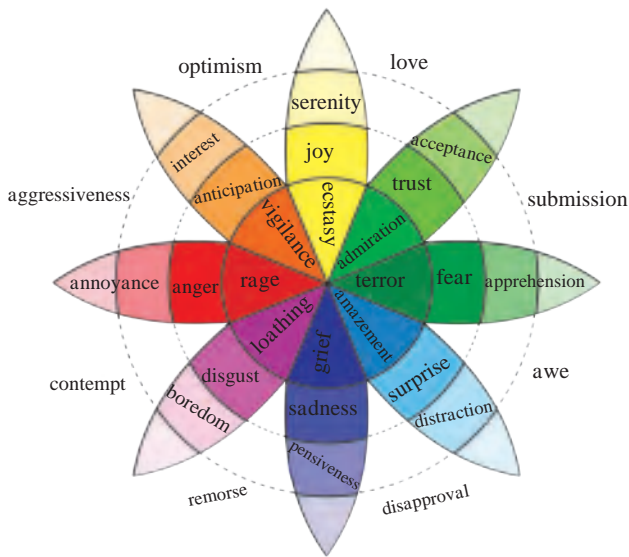 optimism
love
serenity
interest
acceptance
joy
anticipation
trust
aggressiveness
submission
vigilance
ecstasy
admiration
annoyance
anger
rage
terror
fear
apprehension
loathing
grief
amazement
contempt
disgust
surprise
awe
boredom
sadness
distraction
pensiveness
remorse
disapproval